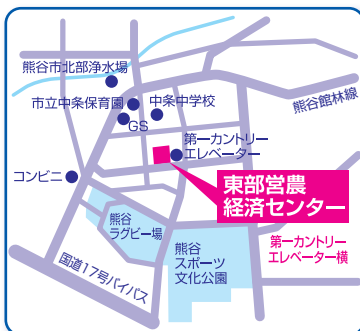 熊谷市北部浄水場
市立中条保育園
中条中学校
GS
熊谷館林線
第一カントリー
エレベーター
コンビニ
東部営農
経済センター
熊谷
ラグビー場
熊谷
スポーツ
文化公園
第一カントリー
エレベーター横
国道17号バイパス